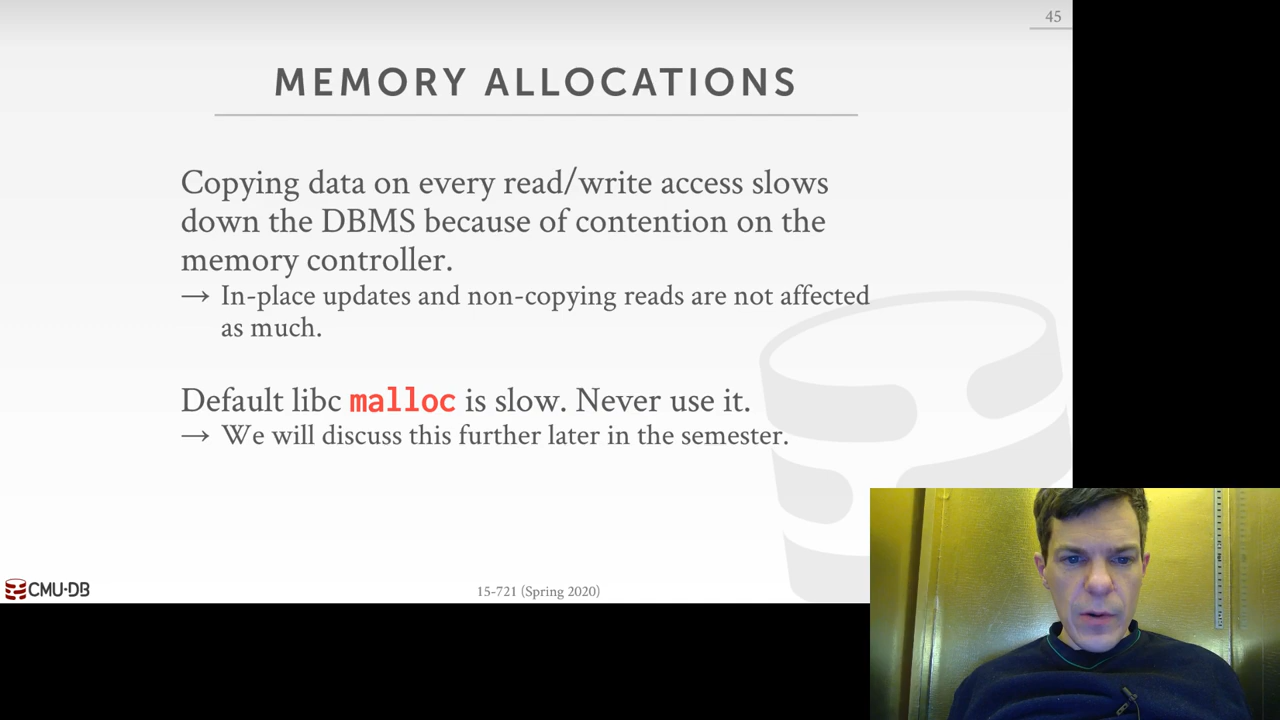 45
MEMORY ALLOCATIONS
Copying data on every read/write access slows
down the DBMS because of contention on the
memory controller.
→ In-place updates and non-copying reads are not affected
as much.
Default libc malloc is slow. Never use it.
→ We will discuss this further later in the semester.
CMU·DB
15-721 (Spring 2020)